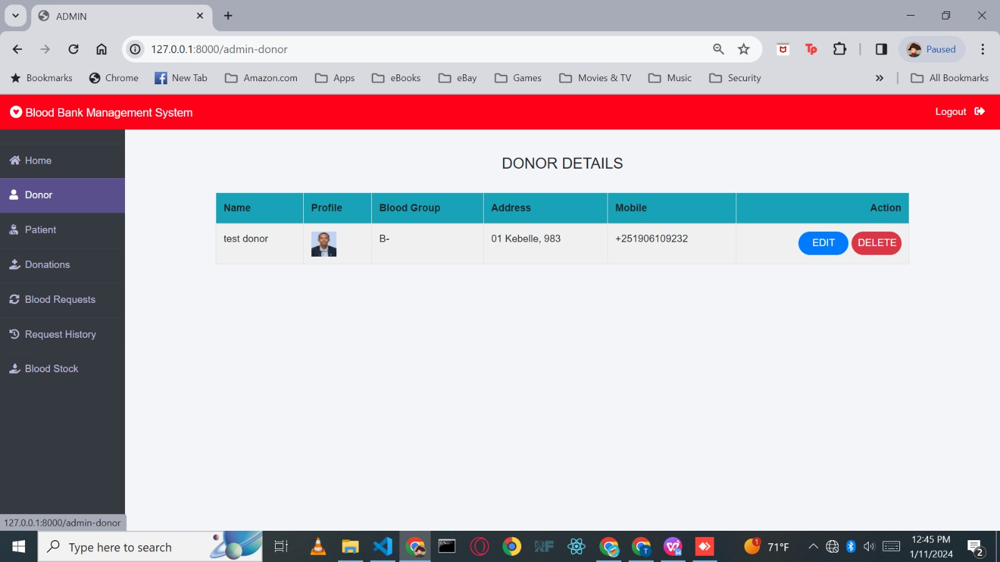 ADMIN
127.0.0.1:8000/admin-donor
Tp
Paused
Bookmarks
Chrome
New Tab
Amazon.com
Apps
eBooks
eBay
Games
Movies & TV
Music
Security
All Bookmarks
Blood Bank Management System
Logout
Home
Donor
Patient
Donations
Blood Requests
Request History
Blood Stock
DONOR DETAILS
Name Profile Blood Group Address Mobile Action
test donor B- 01 Kebelle, 983 +251906109232 EDIT DELETE
127.0.0.1:8000/admin-donor
Type here to search
T
1
71°F
12:45 PM
1/11/2024
2